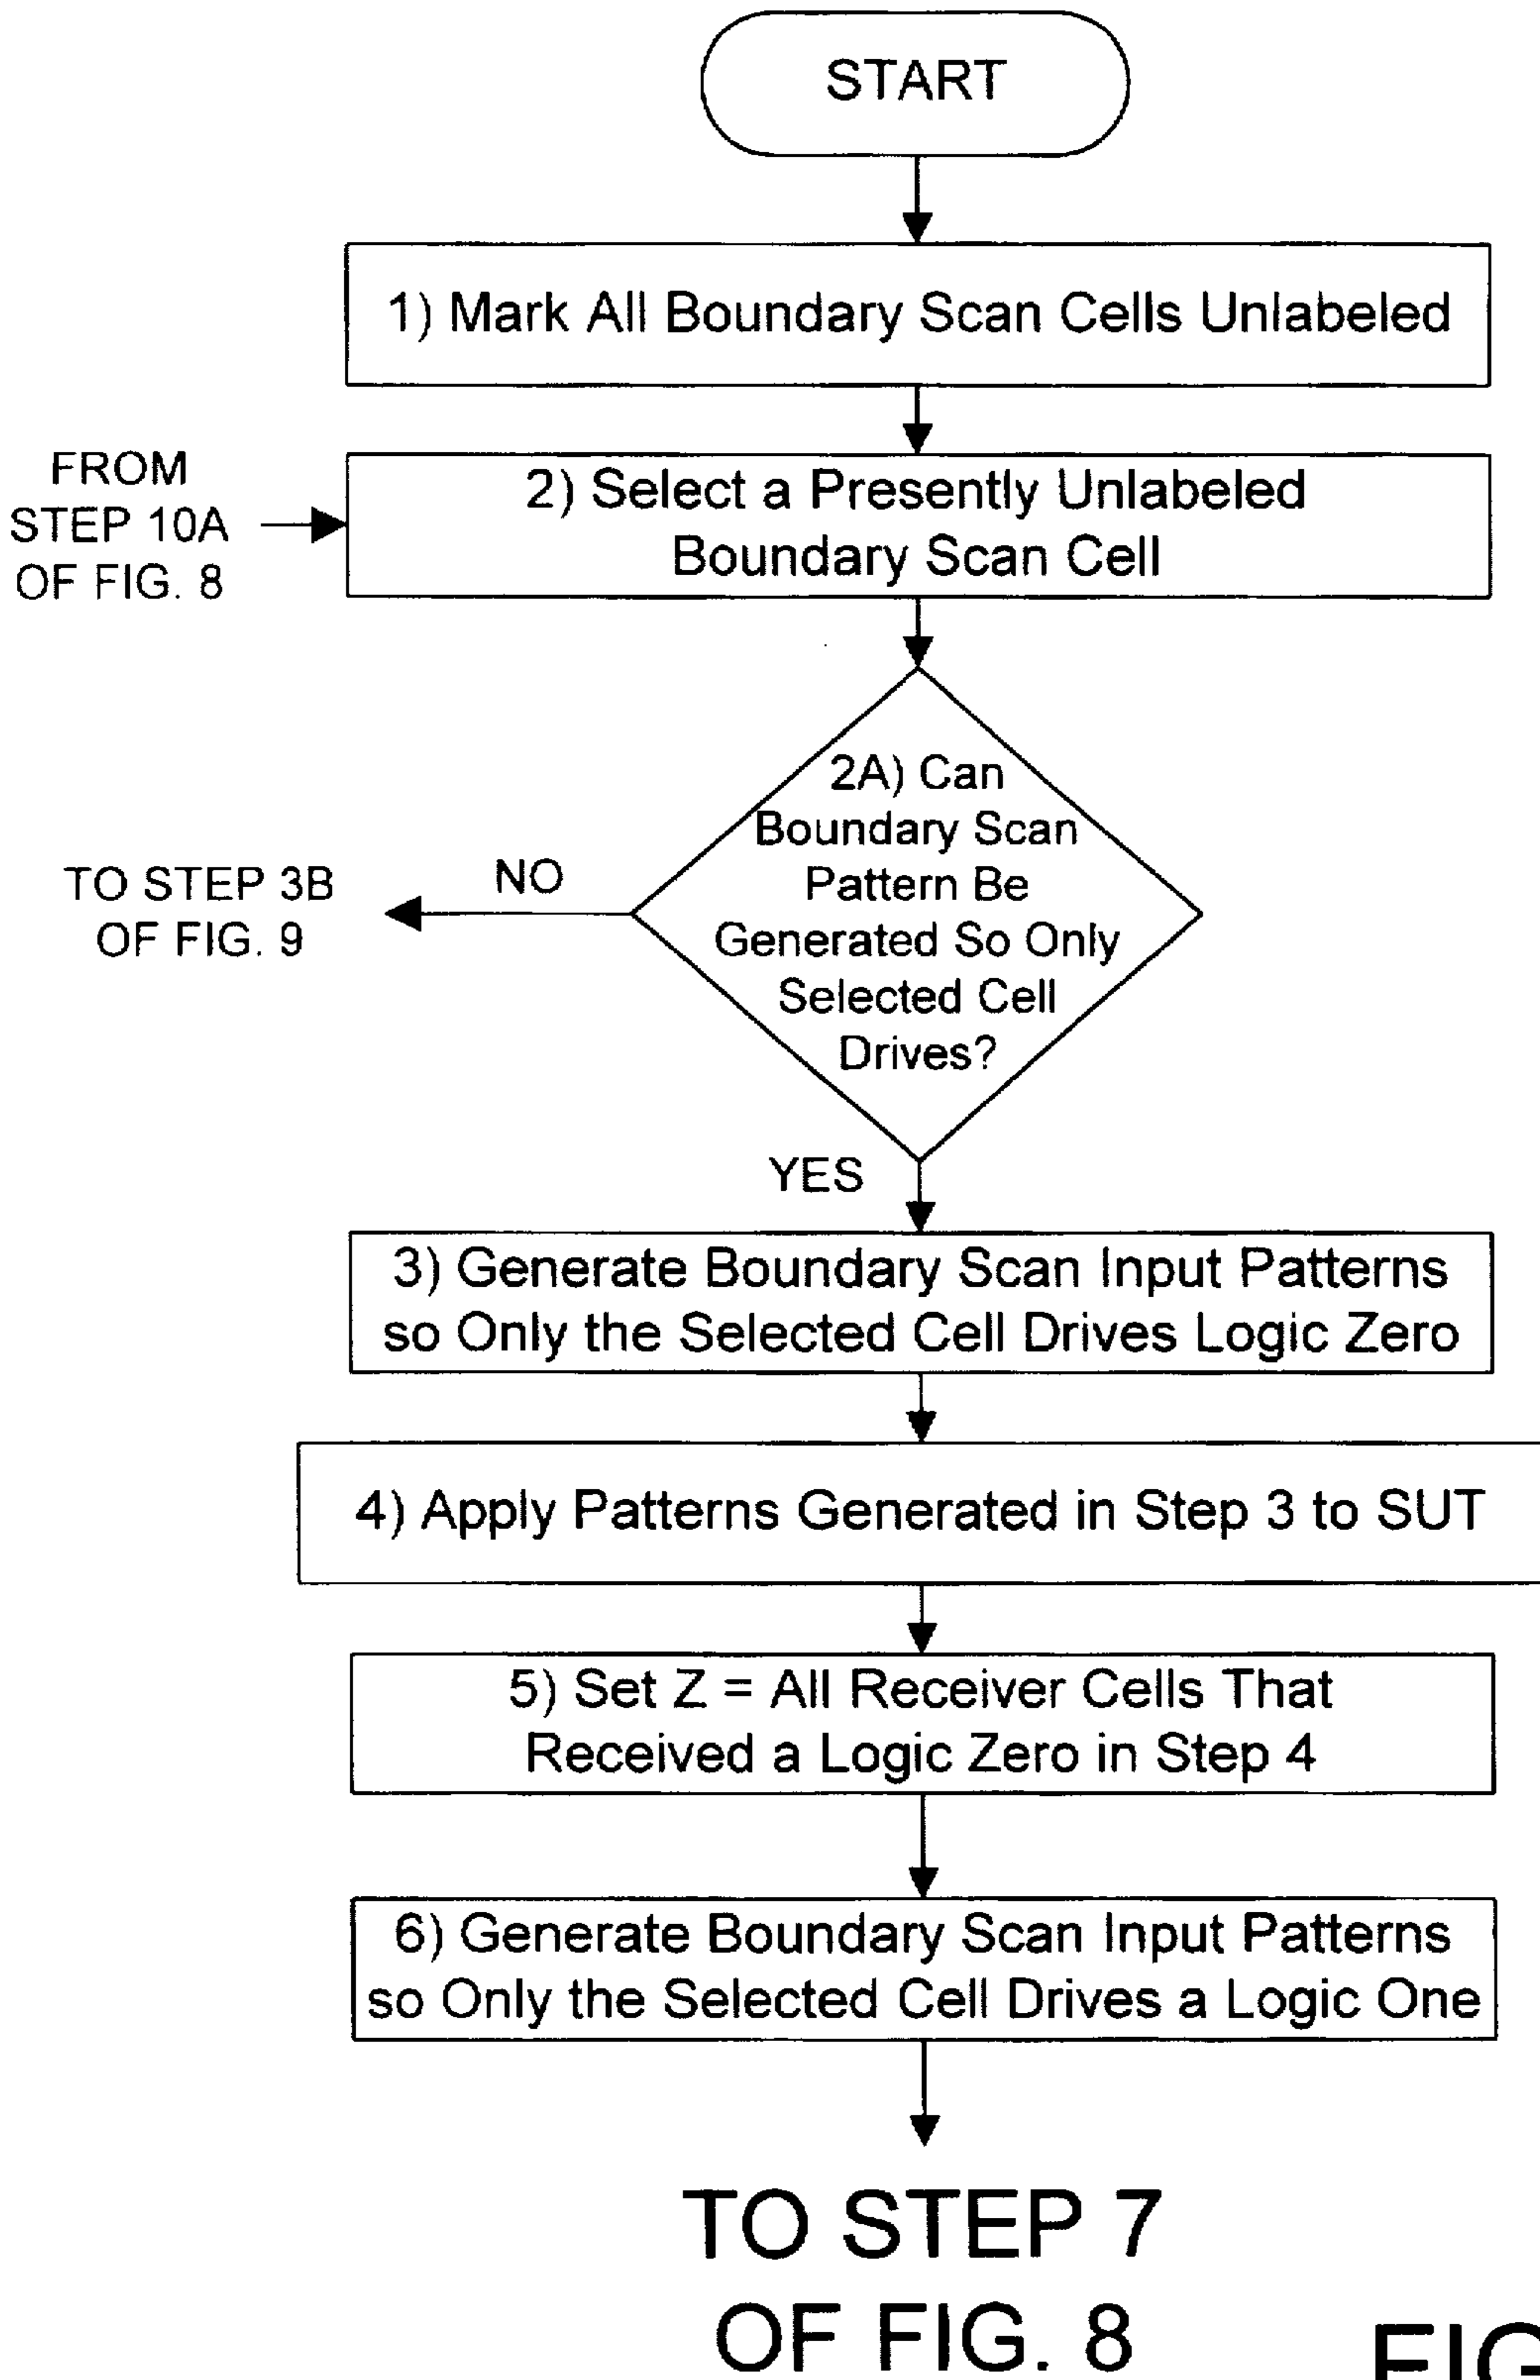 START
1) Mark All Boundary Scan Cells Unlabeled
FROM
STEP 10A
OF FIG. 8
2) Select a Presently Unlabeled
Boundary Scan Cell
2A) Can
Boundary Scan
Pattern Be
Generated So Only
Selected Cell
Drives?
NO
TO STEP 3B
OF FIG. 9
YES
3) Generate Boundary Scan Input Patterns
so Only the Selected Cell Drives Logic Zero
4) Apply Patterns Generated in Step 3 to SUT
5) Set Z = All Receiver Cells That
Received a Logic Zero in Step 4
6) Generate Boundary Scan Input Patterns
so Only the Selected Cell Drives a Logic One
TO STEP 7
OF FIG. 8
FIG